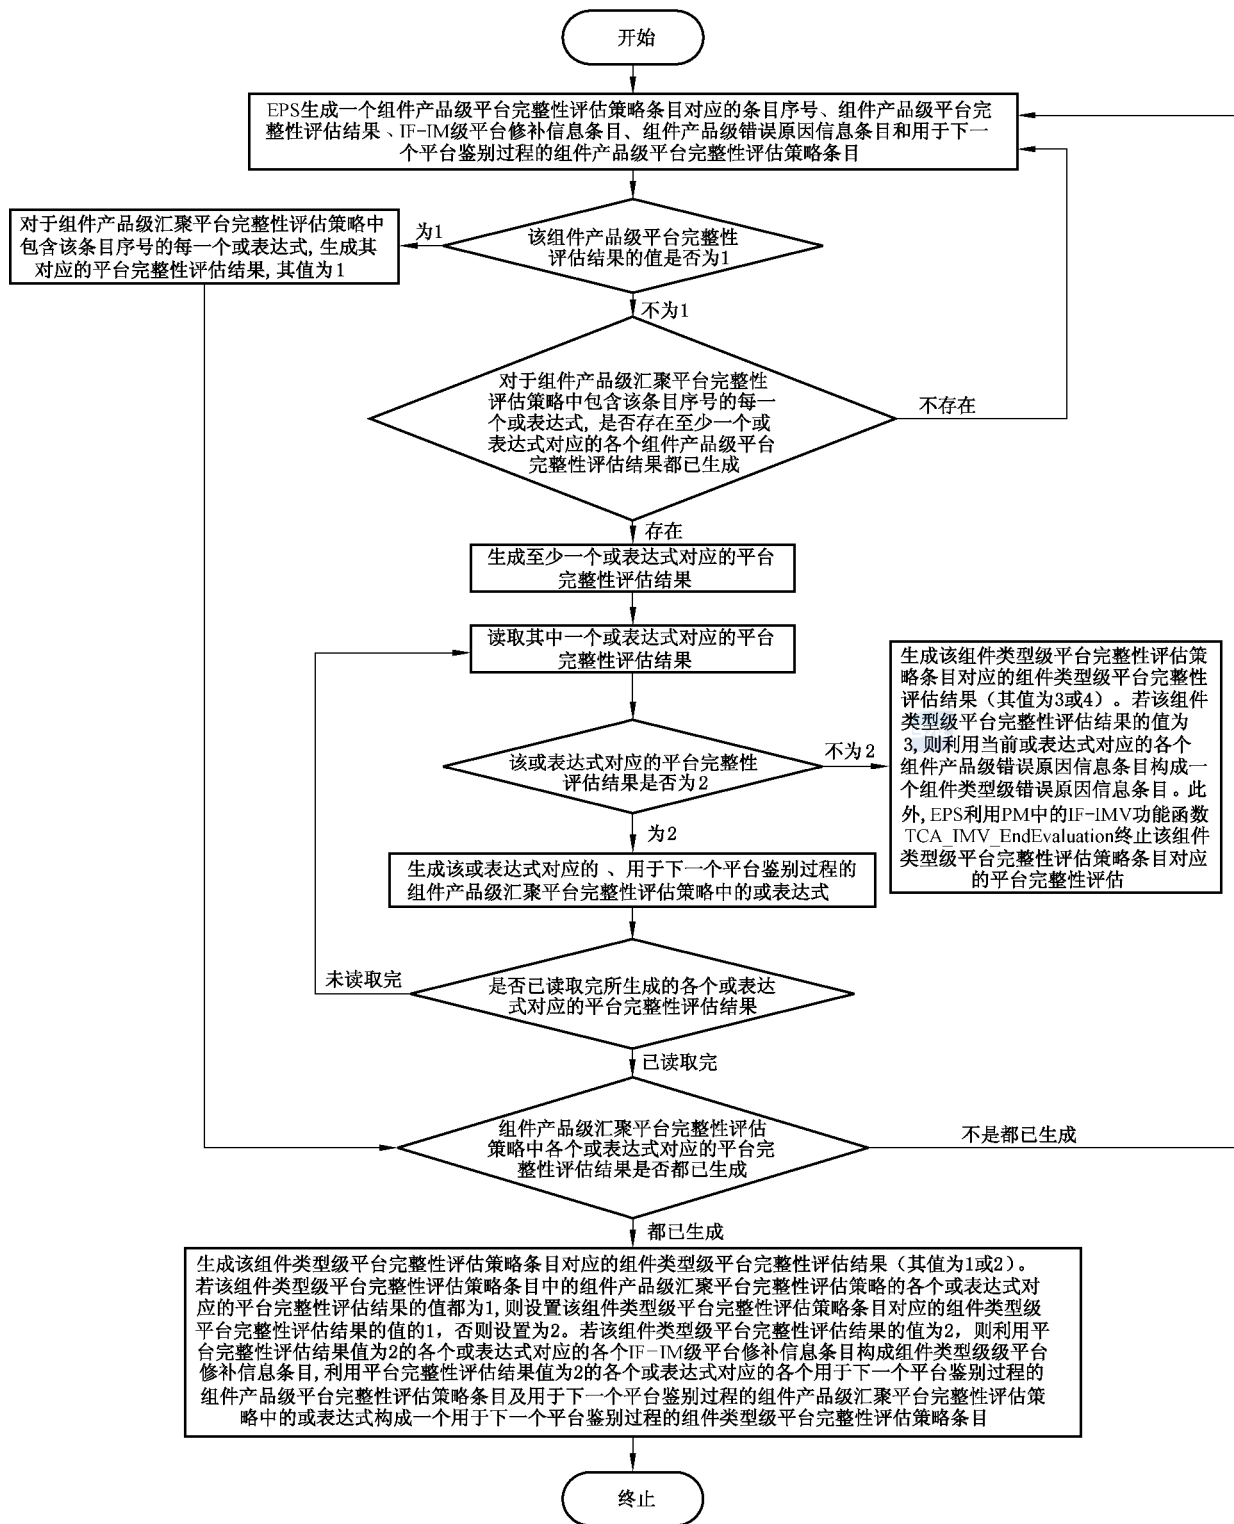 开始
EPS生成一个组件产品级平台完整性评估策略条目对应的条目序号、组件产品级平台完
整性评估结果、IF-IM级平台修补信息条目、组件产品级错误原因信息条目和用于下一
个平台鉴别过程的组件产品级平台完整性评估策略条目
对于组件产品级汇聚平台完整性评估策略中
包含该条目序号的每一个或表达式,生成其
对应的平台完整性评估结果,其值为1
为1
该组件产品级平台完整性
评估结果的值是否为1
不为1
对于组件产品级汇聚平台完整性
评估策略中包含该条目序号的每一
个或表达式,是否存在至少一个或
表达式对应的各个组件产品级平台
完整性评估结果都已生成
不存在
存在
生成至少一个或表达式对应的平台
完整性评估结果
读取其中一个或表达式对应的平台
完整性评估结果
该或表达式对应的平台完整性
评估结果是否为2
不为2
生成该组件类型级平台完整性评估策
略条目对应的组件类型级平台完整性
评估结果（其值为3或4）。若该组件
类型级平台完整性评估结果的值为
3,则利用当前或表达式对应的各个
组件产品级错误原因信息条目构成一
个组件类型级错误原因信息条目。此
外,EPS利用PM中的IF-IMV功能函数
TCA_IMV_EndEvaluation终止该组件
类型级平台完整性评估策略条目对应
的平台完整性评估
为2
生成该或表达式对应的 、用于下一个平台鉴别过程的
组件产品级汇聚平台完整性评估策略中的或表达式
未读取完
是否已读取完所生成的各个或表达
式对应的平台完整性评估结果
已读取完
组件产品级汇聚平台完整性评估
策略中各个或表达式对应的平台完
整性评估结果是否都已生成
不是都已生成
都已生成
生成该组件类型级平台完整性评估策略条目对应的组件类型级平台完整性评估结果（其值为1或2）。
若该组件类型级平台完整性评估策略条目中的组件产品级汇聚平台完整性评估策略的各个或表达式对
应的平台完整性评估结果的值都为1,则设置该组件类型级平台完整性评估策略条目对应的组件类型级
平台完整性评估结果的值的1，否则设置为2。若该组件类型级平台完整性评估结果的值为2，则利用平
台完整性评估结果值为2的各个或表达式对应的各个IF-IM级平台修补信息条目构成组件类型级级平台
修补信息条目,利用平台完整性评估结果值为2的各个或表达式对应的各个用于下一个平台鉴别过程的
组件产品级平台完整性评估策略条目及用于下一个平台鉴别过程的组件产品级汇聚平台完整性评估策
略中的或表达式构成一个用于下一个平台鉴别过程的组件类型级平台完整性评估策略条目
终止